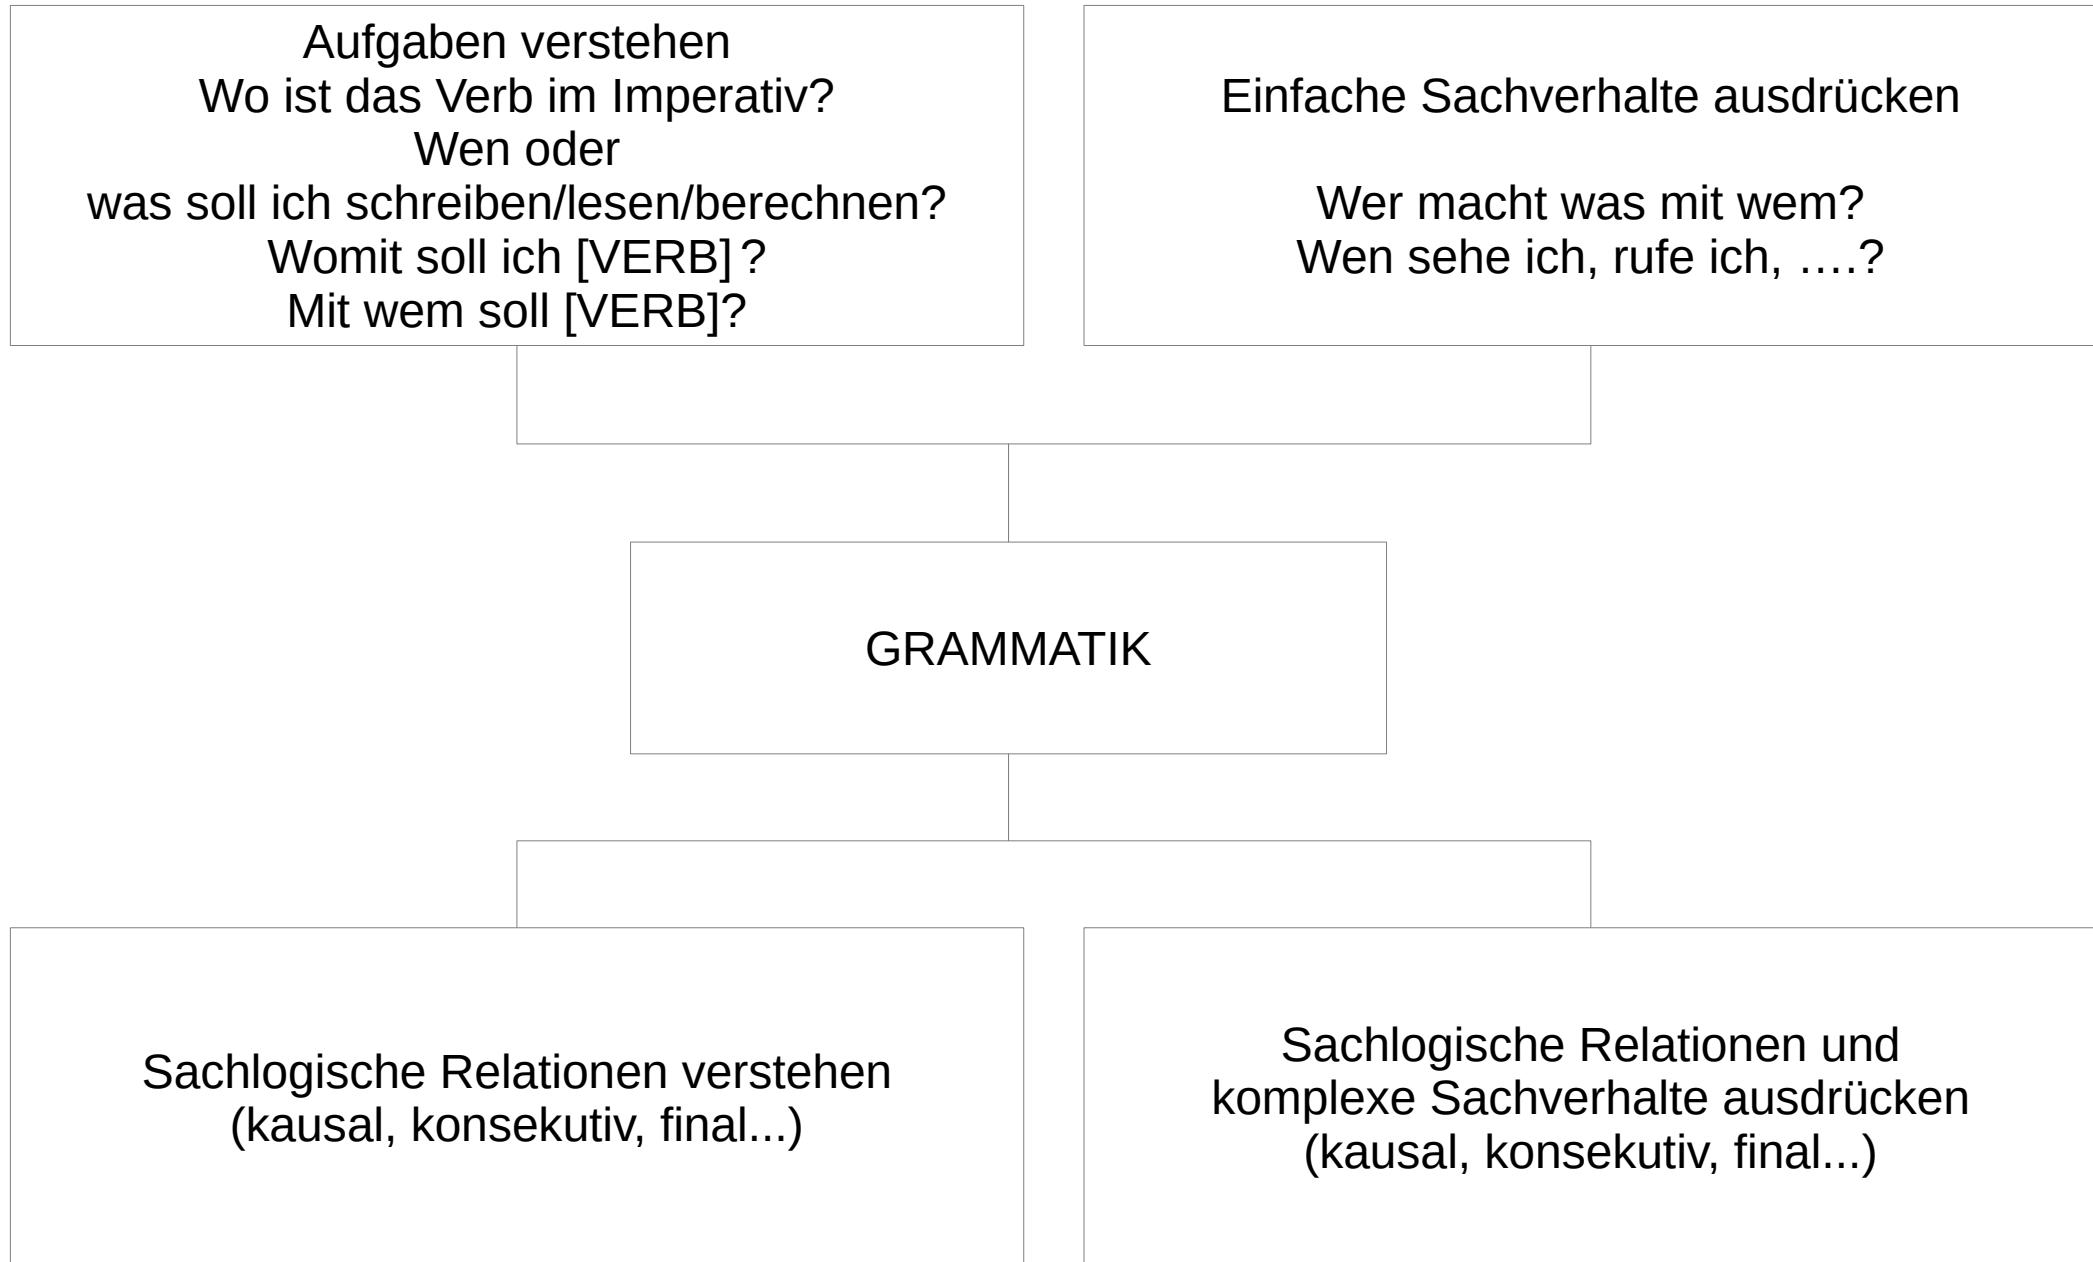 Aufgaben verstehen
Wo ist das Verb im Imperativ?
Wen oder
was soll ich schreiben/lesen/berechnen?
Womit soll ich [VERB] ?
Mit wem soll [VERB]?
Einfache Sachverhalte ausdrücken
Wer macht was mit wem?
Wen sehe ich, rufe ich, ….?
GRAMMATIK
Sachlogische Relationen verstehen
(kausal, konsekutiv, final...)
Sachlogische Relationen und
komplexe Sachverhalte ausdrücken
(kausal, konsekutiv, final...)